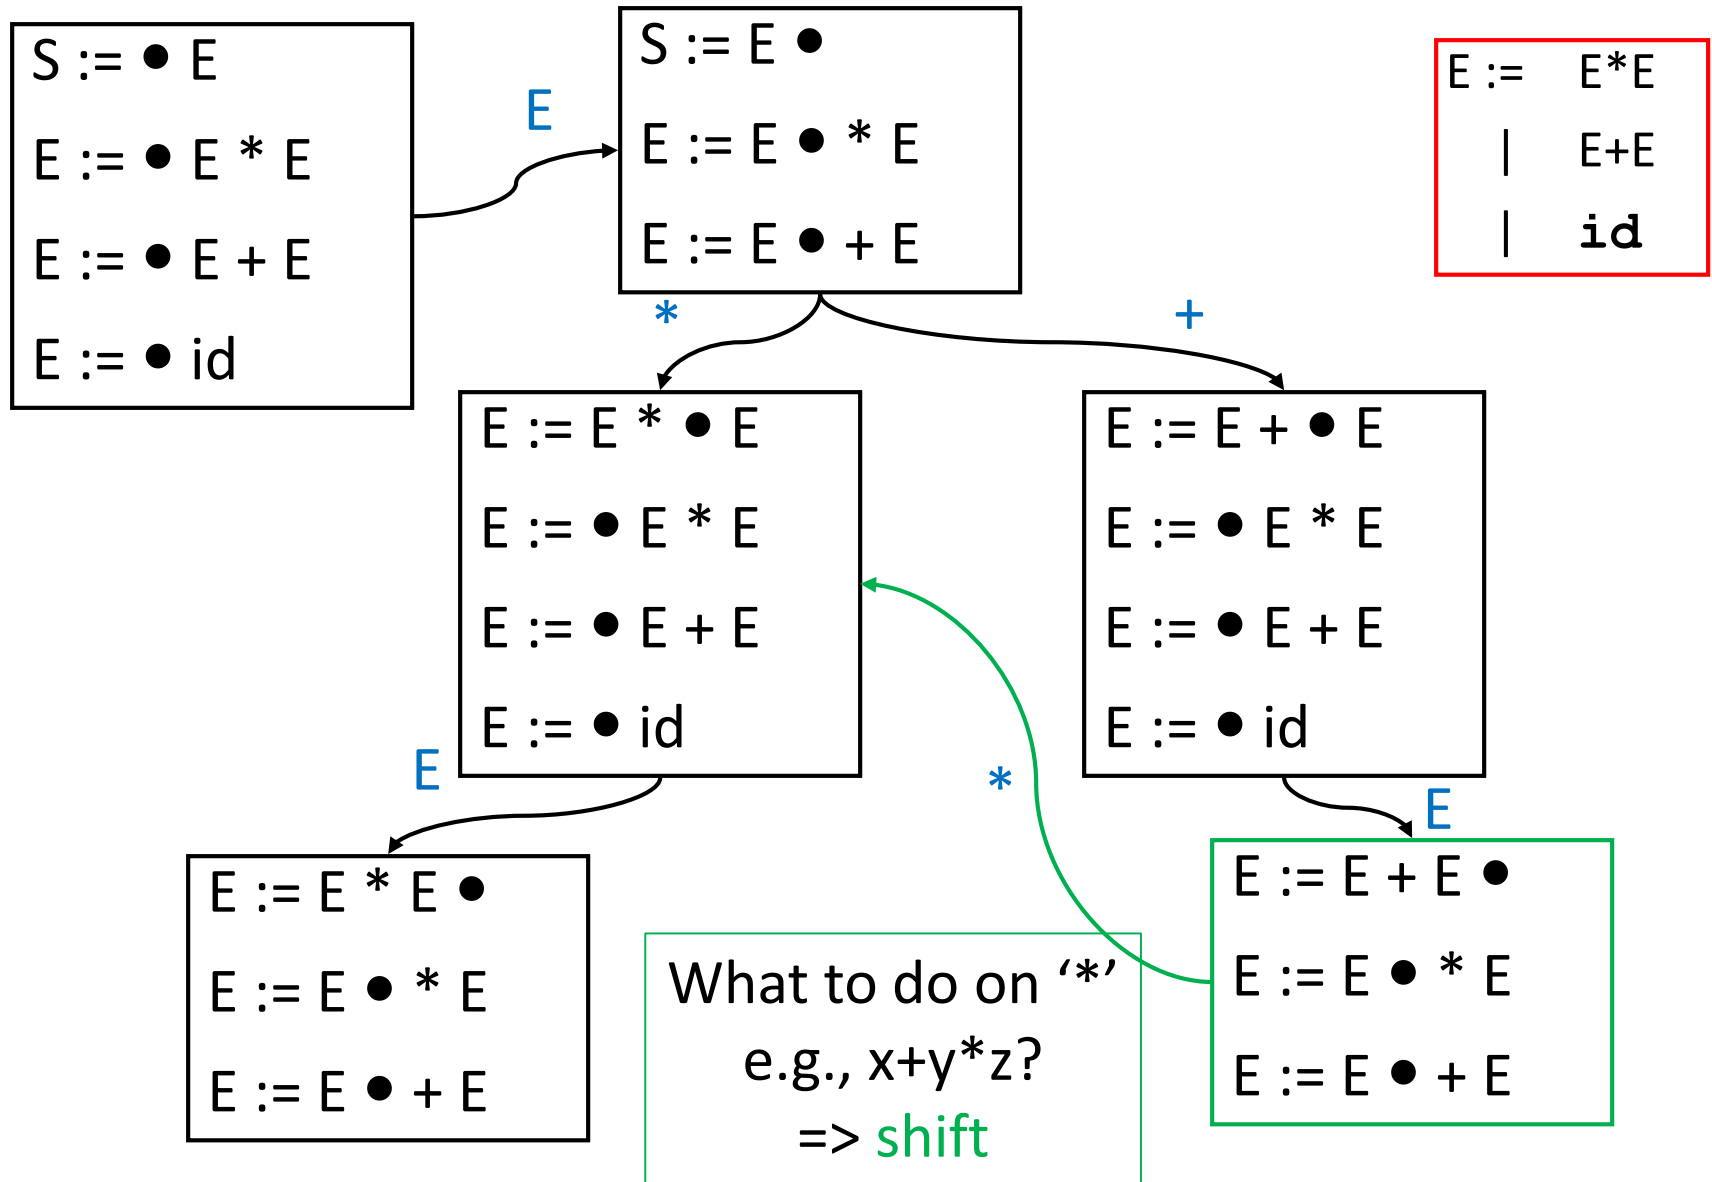 S := ● E
E := ● E * E
E := ● E + E
E := ● id
E
S := E ●
E := E ● * E
E := E ● + E
E := E*E
| E+E
| id
*
+
E := E * ● E
E := ● E * E
E := ● E + E
E := ● id
E := E + ● E
E := ● E * E
E := ● E + E
E := ● id
E
*
E
E := E * E ●
E := E ● * E
E := E ● + E
What to do on ‘*’
e.g., x+y*z?
=> shift
E := E + E ●
E := E ● * E
E := E ● + E